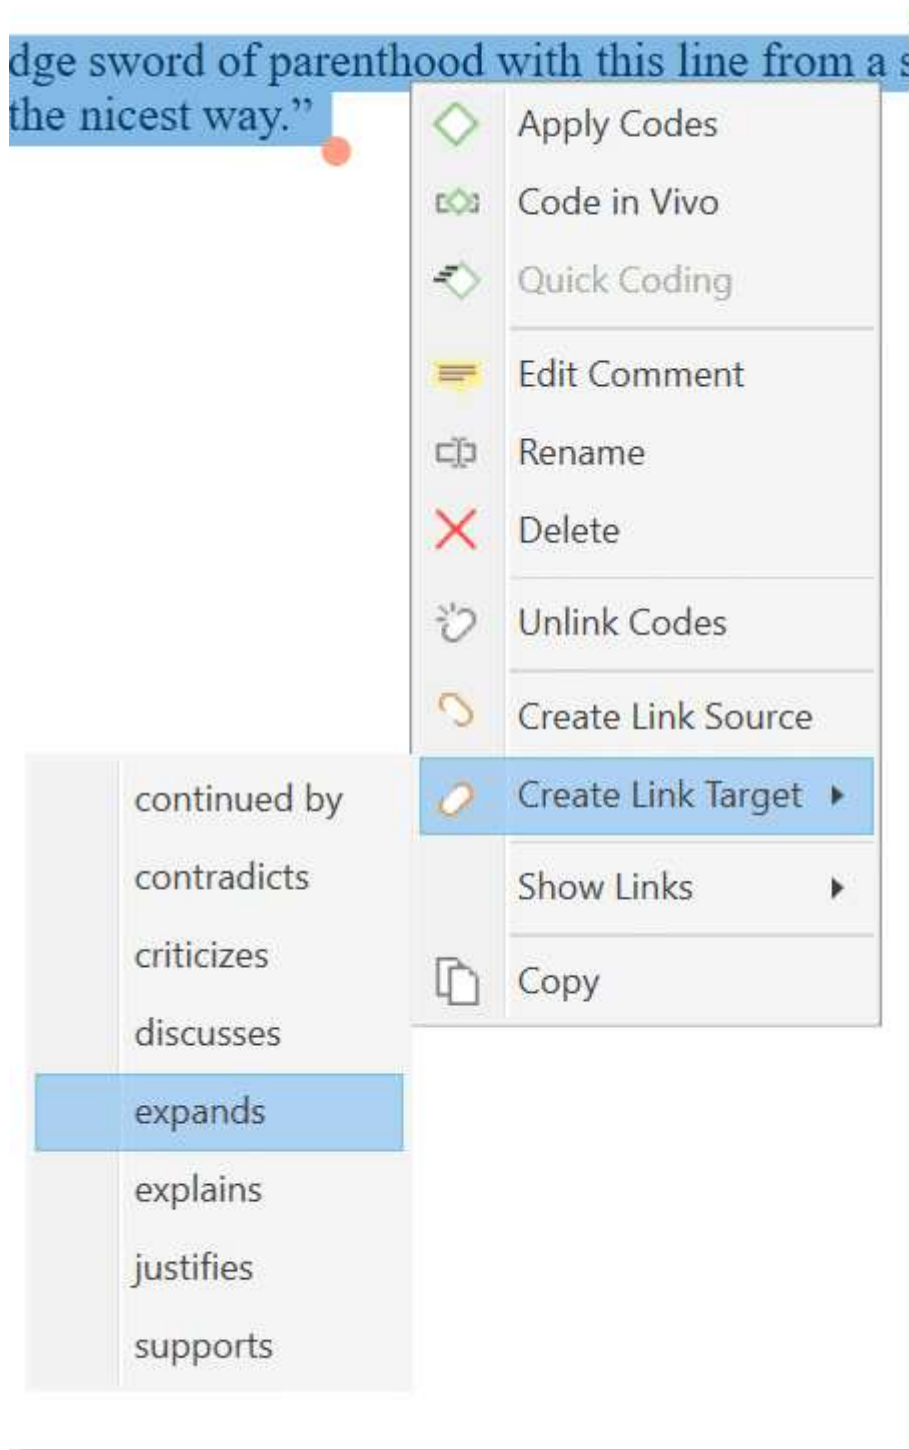 dge sword of parenthood with this line from a s
the nicest way.”
Apply Codes
Code in Vivo
Quick Coding
Edit Comment
Rename
Delete
Unlink Codes
Create Link Source
Create Link Target
Show Links
Copy
continued by
contradicts
criticizes
discusses
expands
explains
justifies
supports